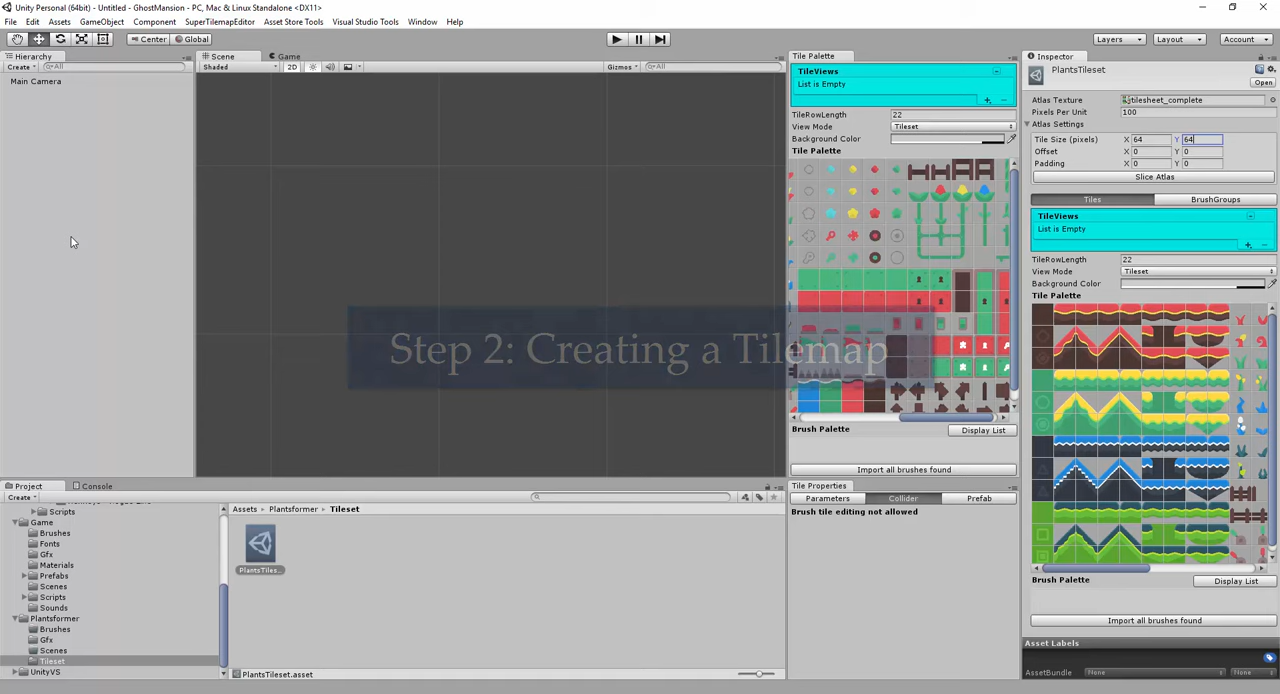 Unity Personal (64bit) - Untitled - GhostMansion - PC, Mac & Linux Standalone <DX11>
File Edit Assets GameObject Component SuperTilemapEditor Asset Store Tools Visual Studio Tools Window Help
Center Global Layers Layout Account
Hierarchy
Create All
Main Camera
Scene Game
Shaded 2D Gizmos All
Step 2: Creating a Tilemap
Tile Palette
TileViews
List is Empty
TileRowLength 22
View Mode Tileset
Background Color
Tile Palette
Brush Palette Display List
Import all brushes found
Tile Properties
Parameters Collider Prefab
Brush tile editing not allowed
Inspector
PlantsTileset
Open
Atlas Texture tilesheet_complete
Pixels Per Unit 100
Atlas Settings
Tile Size (pixels) X 64 Y 64
Offset X 0 Y 0
Padding X 0 Y 0
Slice Atlas
Tiles BrushGroups
TileViews
List is Empty
TileRowLength 22
View Mode Tileset
Background Color
Tile Palette
Brush Palette Display List
Import all brushes found
Asset Labels
AssetBundle None None
Project Console
Create
Scripts
Game
Brushes
Fonts
Gfx
Materials
Prefabs
Scenes
Scripts
Sounds
Plantsformer
Brushes
Gfx
Scenes
Tileset
UnityVS
Assets Plantsformer Tileset
PlantsTiles..
PlantsTileset.asset